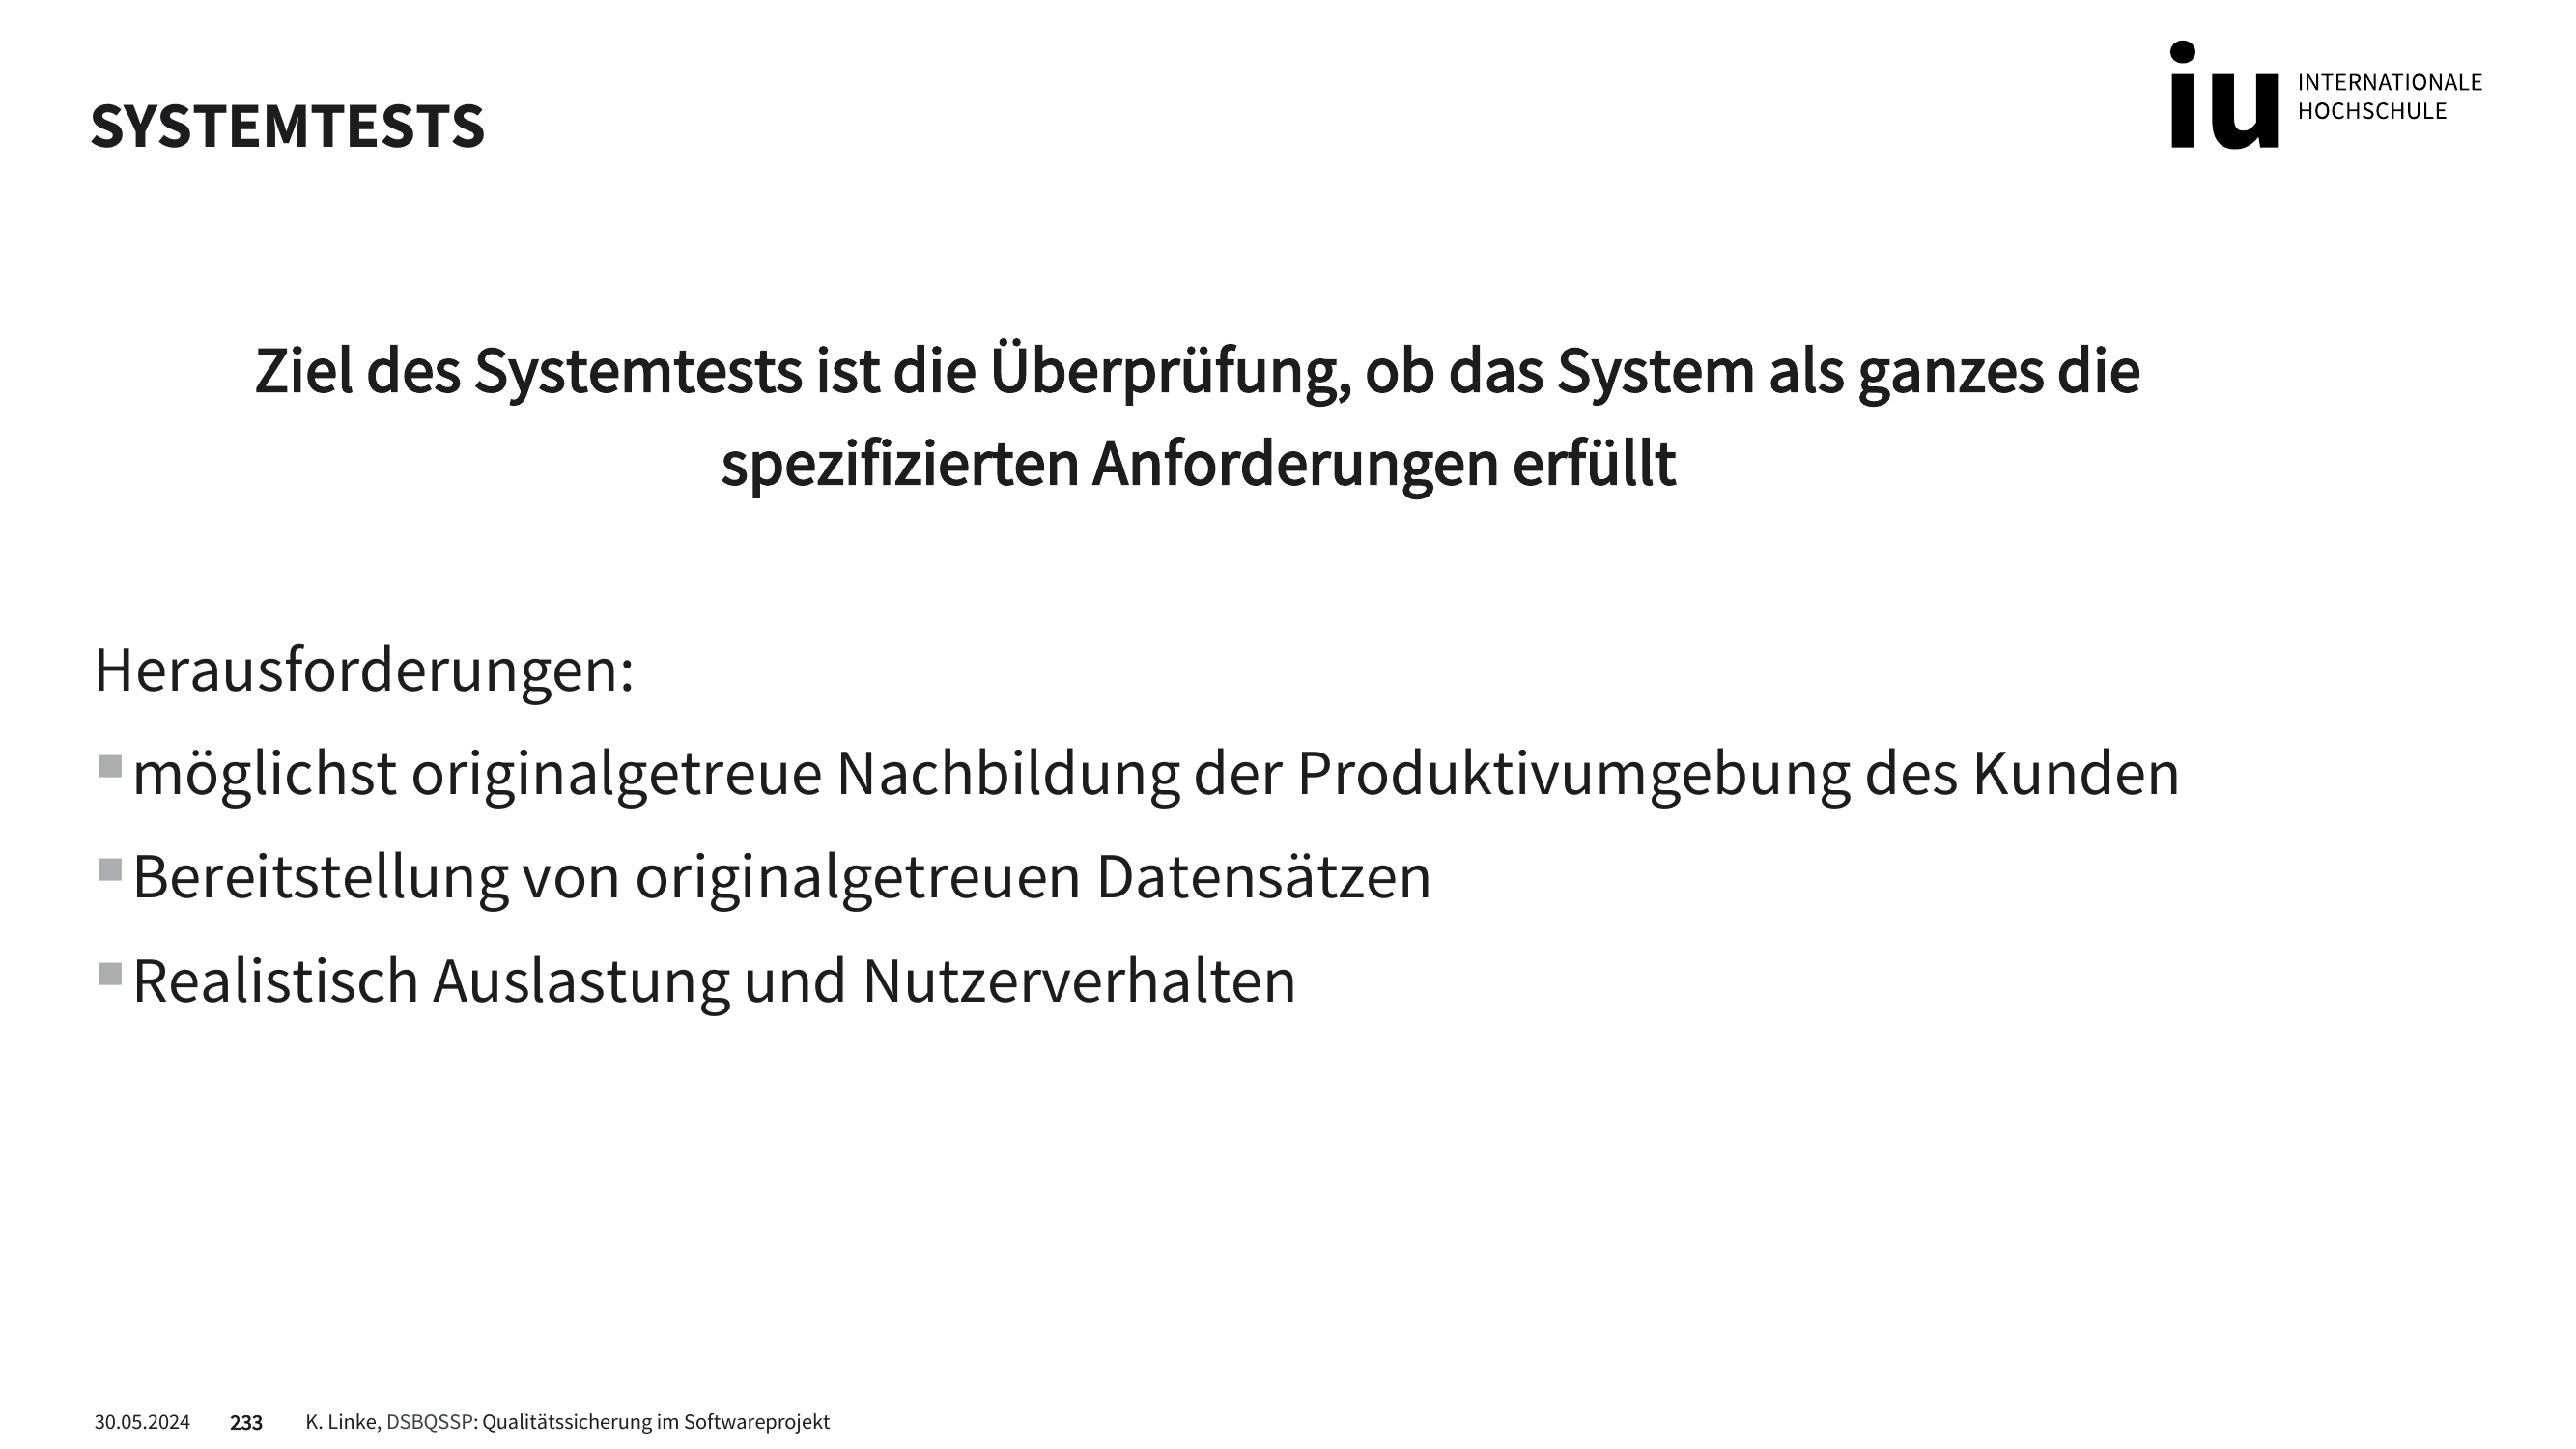 SYSTEMTESTS
INTERNATIONALE
HOCHSCHULE
iu
Ziel des Systemtests ist die Überprüfung, ob das System als ganzes die
spezifizierten Anforderungen erfüllt
Herausforderungen:
möglichst originalgetreue Nachbildung der Produktivumgebung des Kunden
Bereitstellung von originalgetreuen Datensätzen
Realistisch Auslastung und Nutzerverhalten
30.05.2024 233 K. Linke, DSBQSSP: Qualitätssicherung im Softwareprojekt